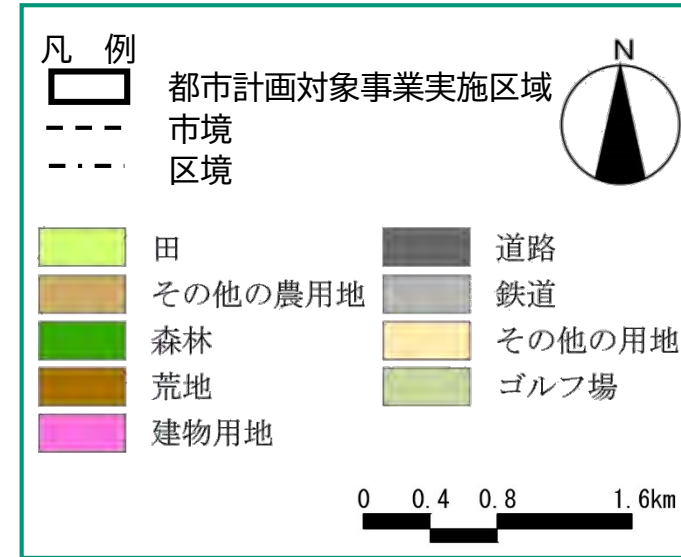 凡 例
N
都市計画対象事業実施区域
市境
区境
田
その他の農用地
森林
荒地
建物用地
道路
鉄道
その他の用地
ゴルフ場
0 0.4 0.8 1.6km